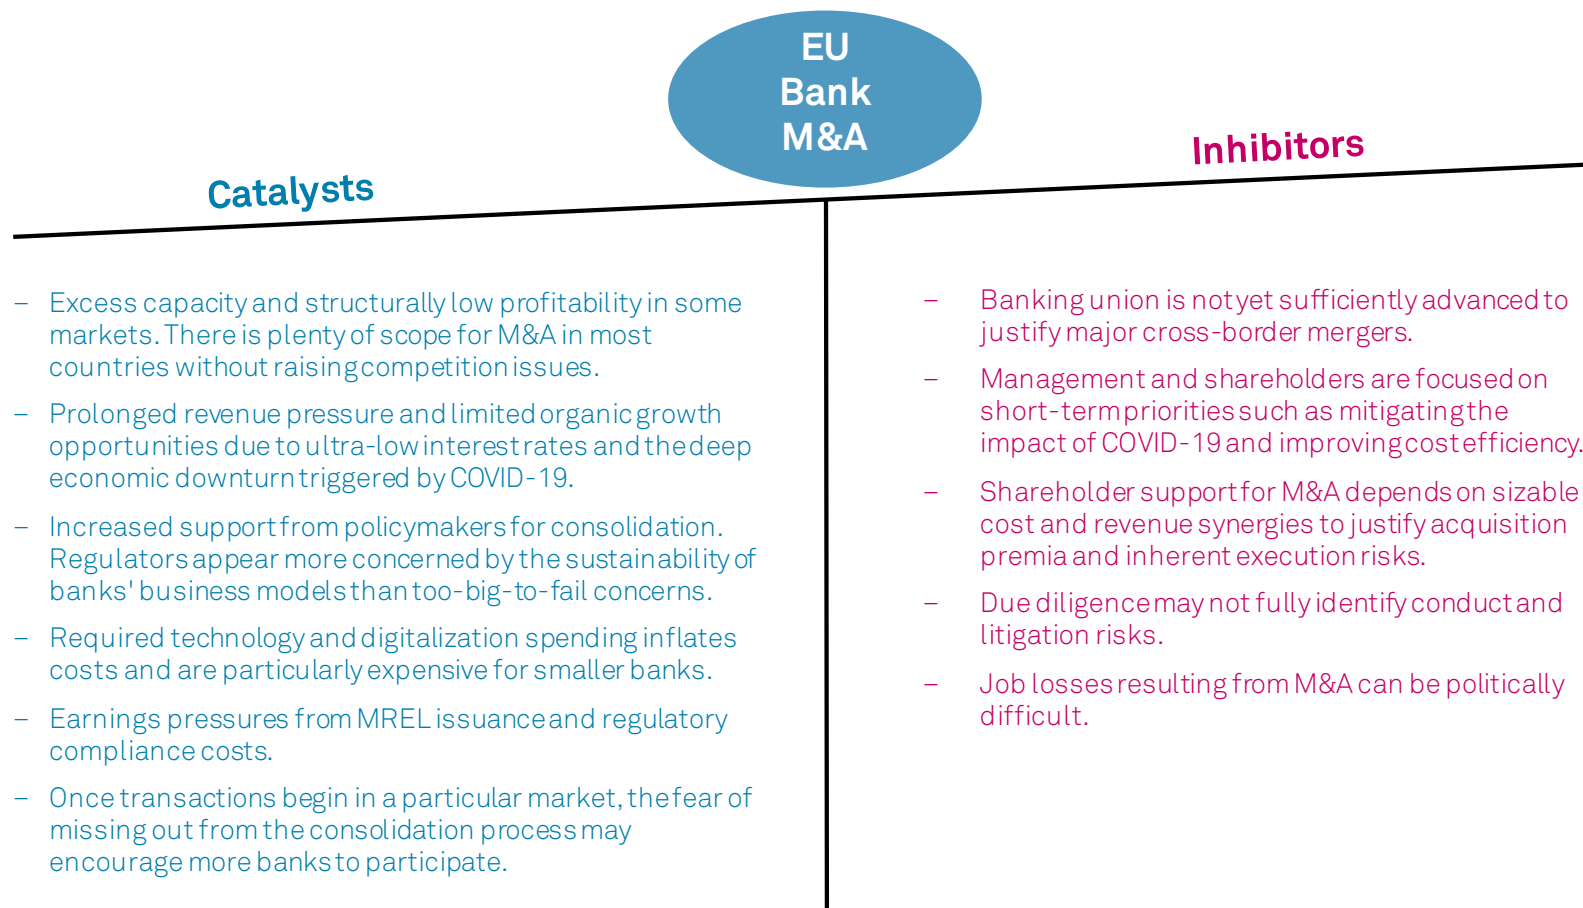 EU
Bank
M&A
Catalysts
Inhibitors
– Excess capacity and structurally low profitability in some
markets. There is plenty of scope for M&A in most
countries without raising competition issues.
– Prolonged revenue pressure and limited organic growth
opportunities due to ultra-low interest rates and the deep
economic downturn triggered by COVID-19.
– Increased support from policymakers for consolidation.
Regulators appear more concerned by the sustainability of
banks' business models than too-big-to-fail concerns.
– Required technology and digitalization spending inflates
costs and are particularly expensive for smaller banks.
– Earnings pressures from MREL issuance and regulatory
compliance costs.
– Once transactions begin in a particular market, the fear of
missing out from the consolidation process may
encourage more banks to participate.
– Banking union is not yet sufficiently advanced to
justify major cross-border mergers.
– Management and shareholders are focused on
short-term priorities such as mitigating the
impact of COVID-19 and improving cost efficiency.
– Shareholder support for M&A depends on sizable
cost and revenue synergies to justify acquisition
premia and inherent execution risks.
– Due diligence may not fully identify conduct and
litigation risks.
– Job losses resulting from M&A can be politically
difficult.